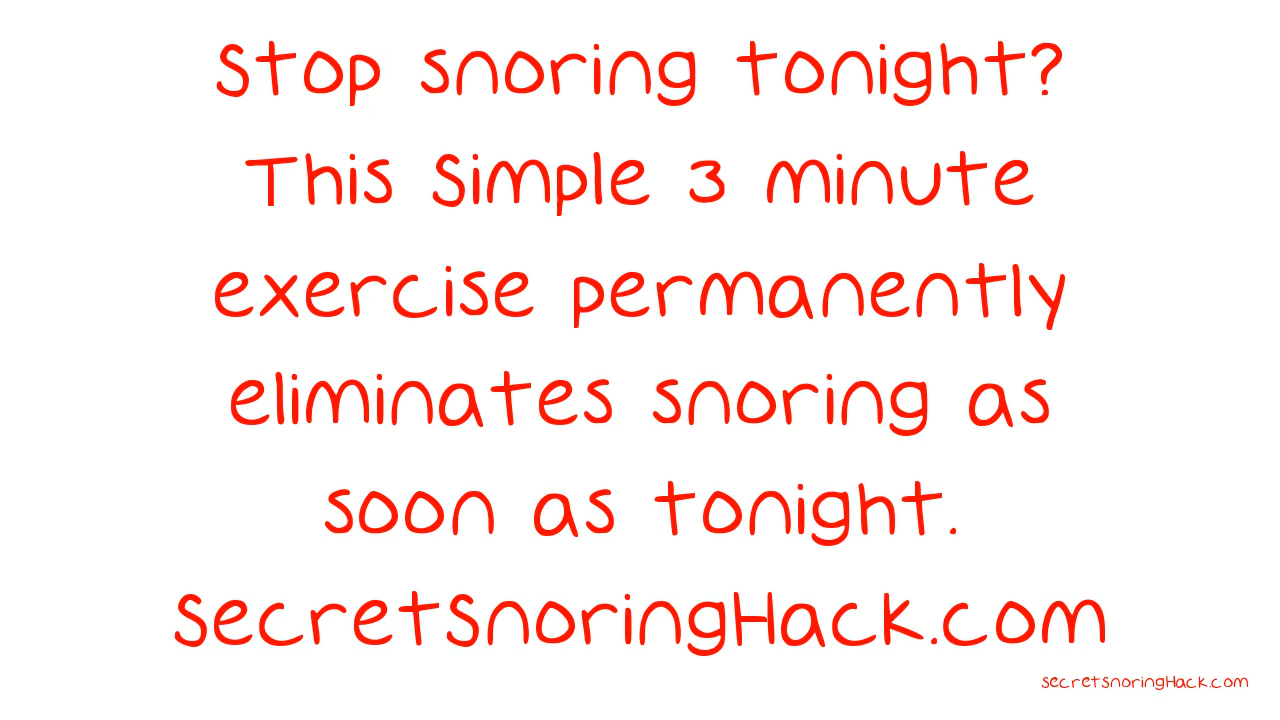 Stop snoring tonight?
This Simple 3 minute
exercise permanently
eliminates snoring as
soon as tonight.
SecretSnoringHack.com
secretsnoringHack.com